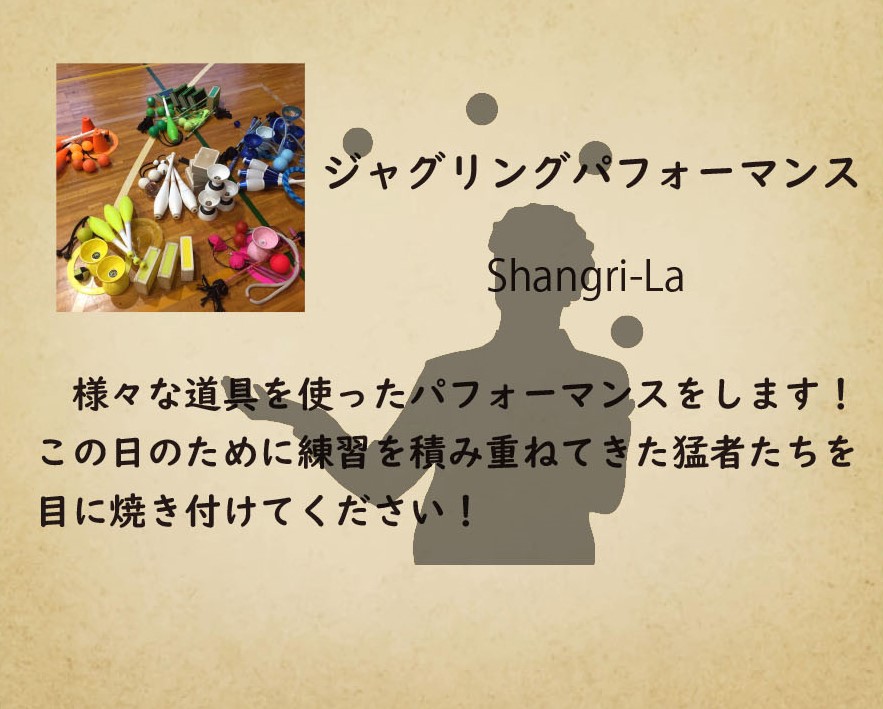 ジャグリングパフォーマンス
Shangri-La
様々な道具を使ったパフォーマンスをします！
この日のために練習を積み重ねてきた猛者たちを
目に焼き付けてください！